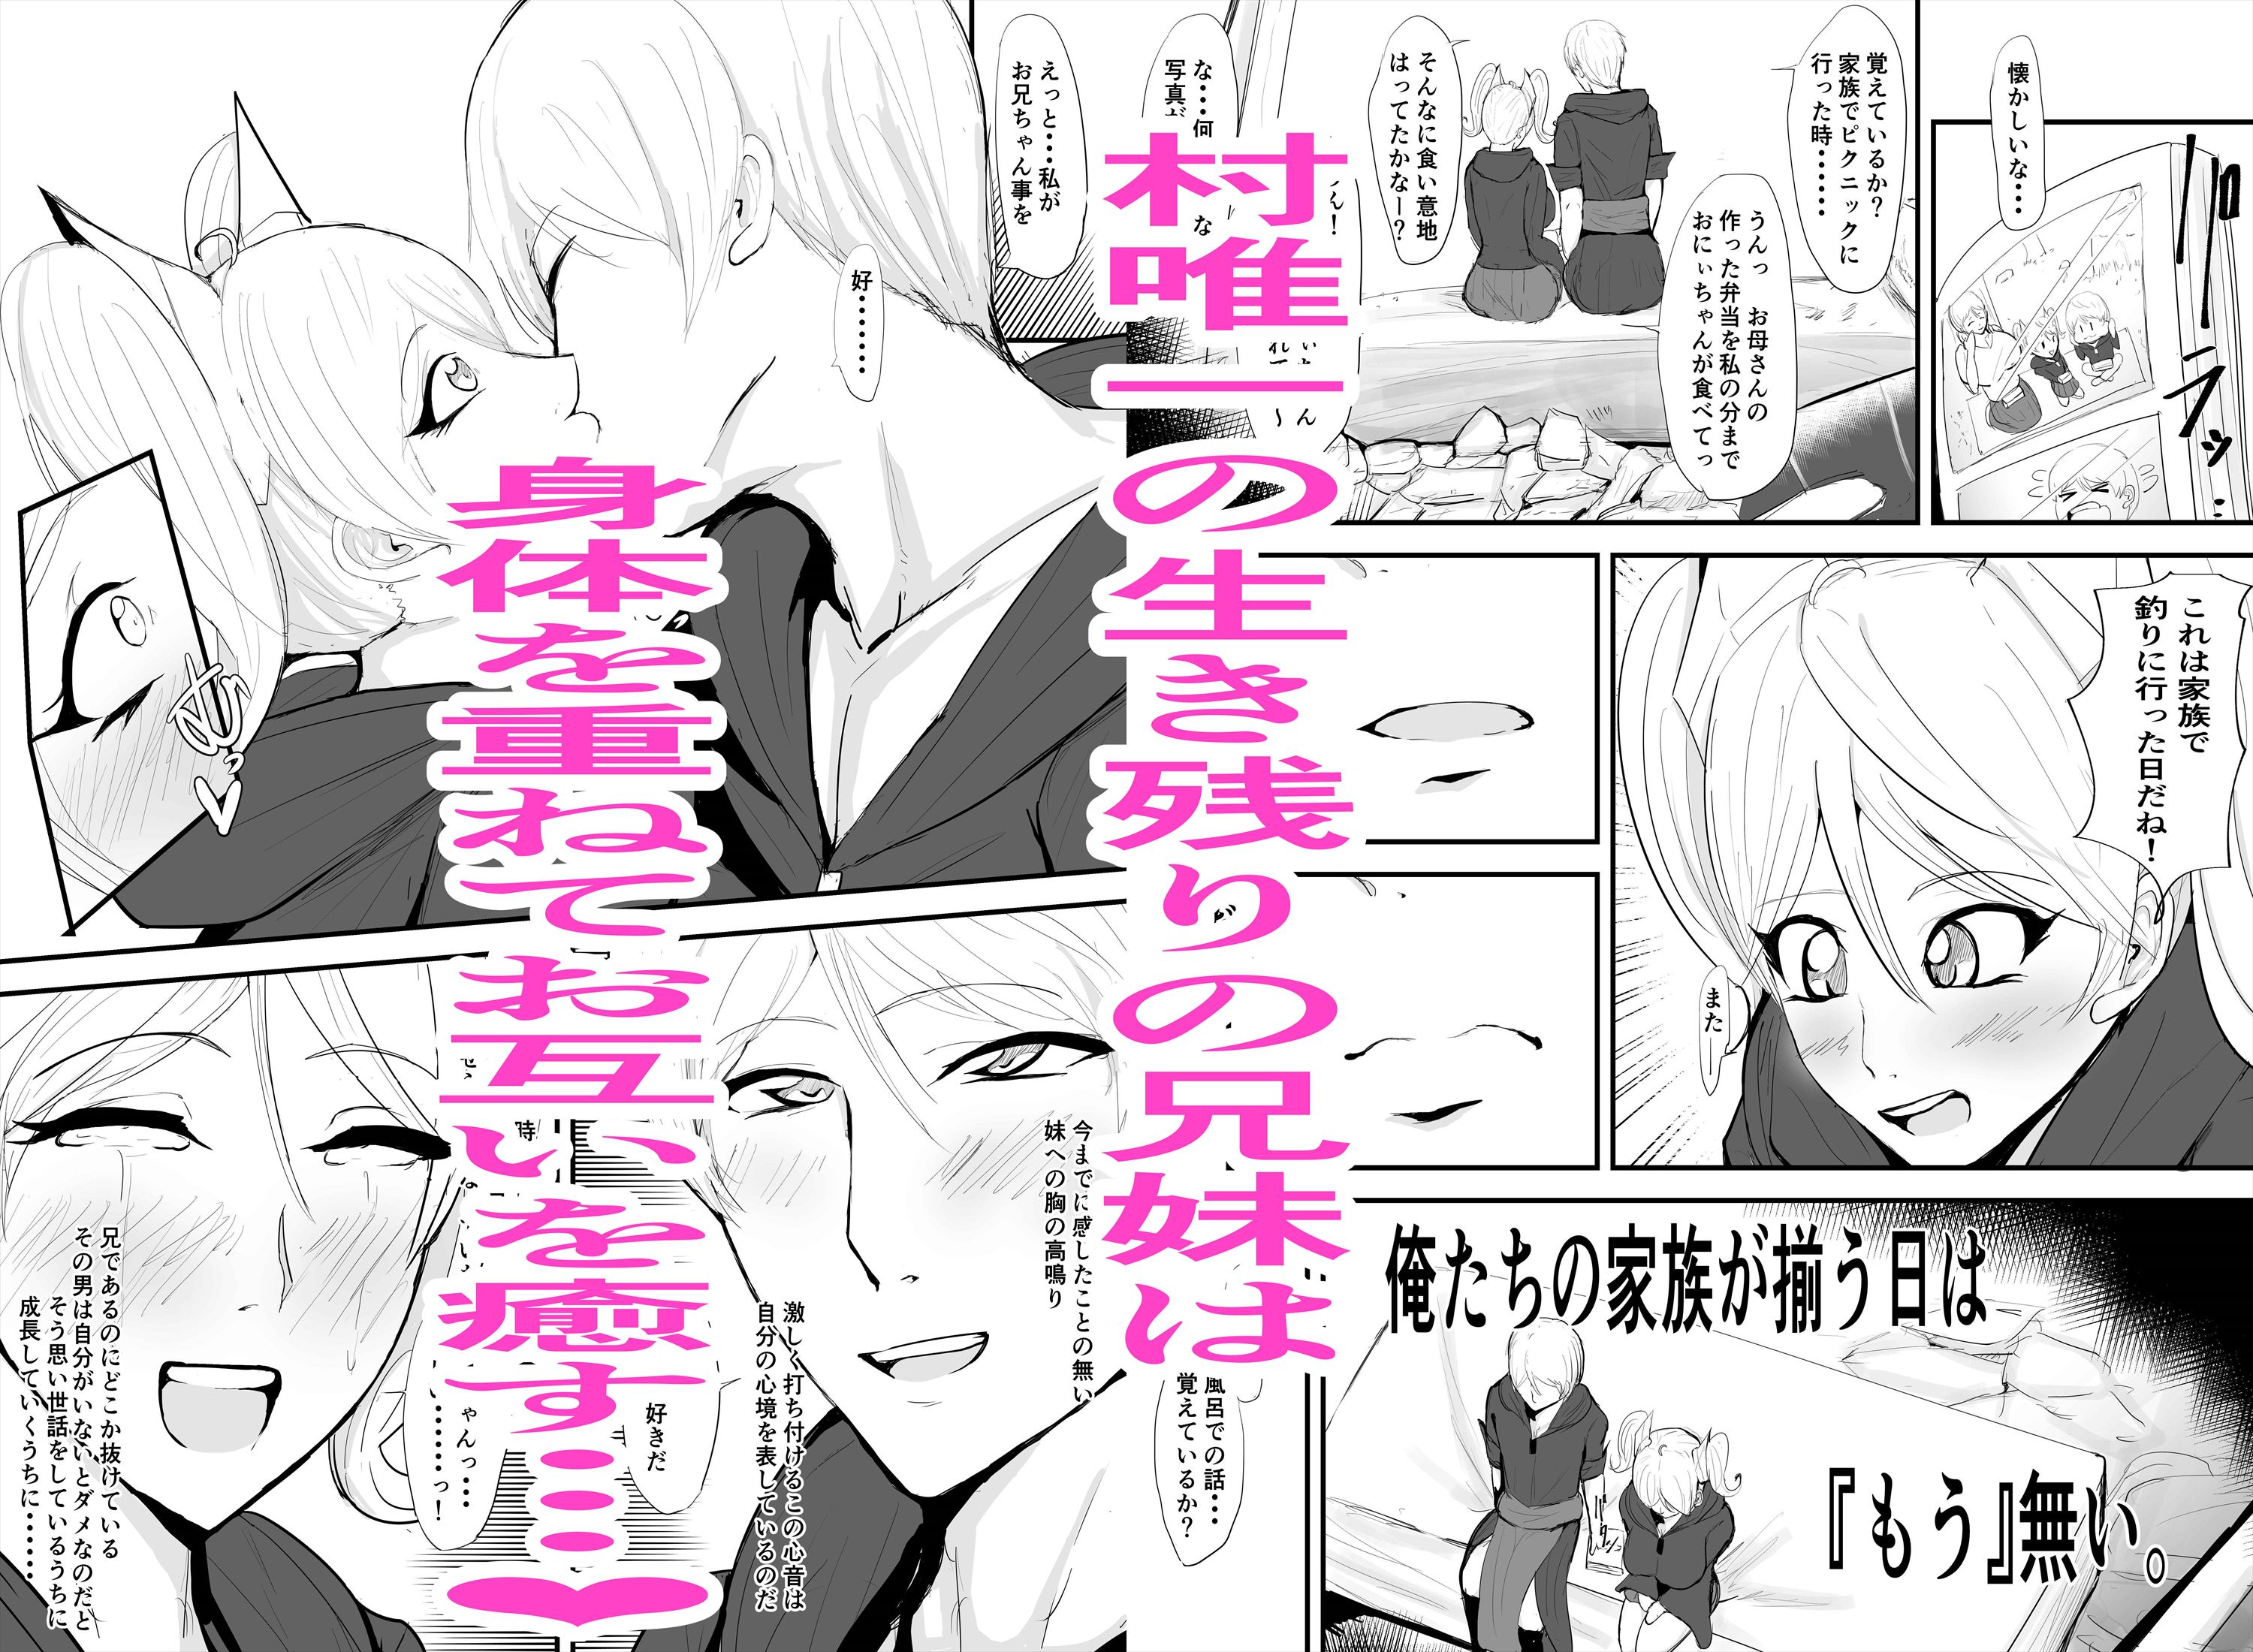 パラッ…
懐かしいな…
覚えているか?
家族でピクニックに
行った時……
うんっ お母さんの
作った弁当を私の分まで
おにぃちゃんが食べてっ
そんなに食い意地
はってたかなー?
これは家族で
釣りに行った日だね!
また
俺たちの家族が揃う日は
『もう』無い。
村唯一の生き残りの兄妹は
身体を重ねてお互いを癒す……♥
な…何
写真が
えっと…私が
お兄ちゃん事を
好……
風呂での話…
覚えているか?
今までに感したことの無い
妹への胸の高鳴り
激しく打ち付けるこの心音は
自分の心境を表しているのだ
好きだ
ゃんっ…
……っ!
兄であるのにどこか抜けている
その男は自分がいないとダメなのだと
そう思い世話をしているうちに
成長していくうちに……